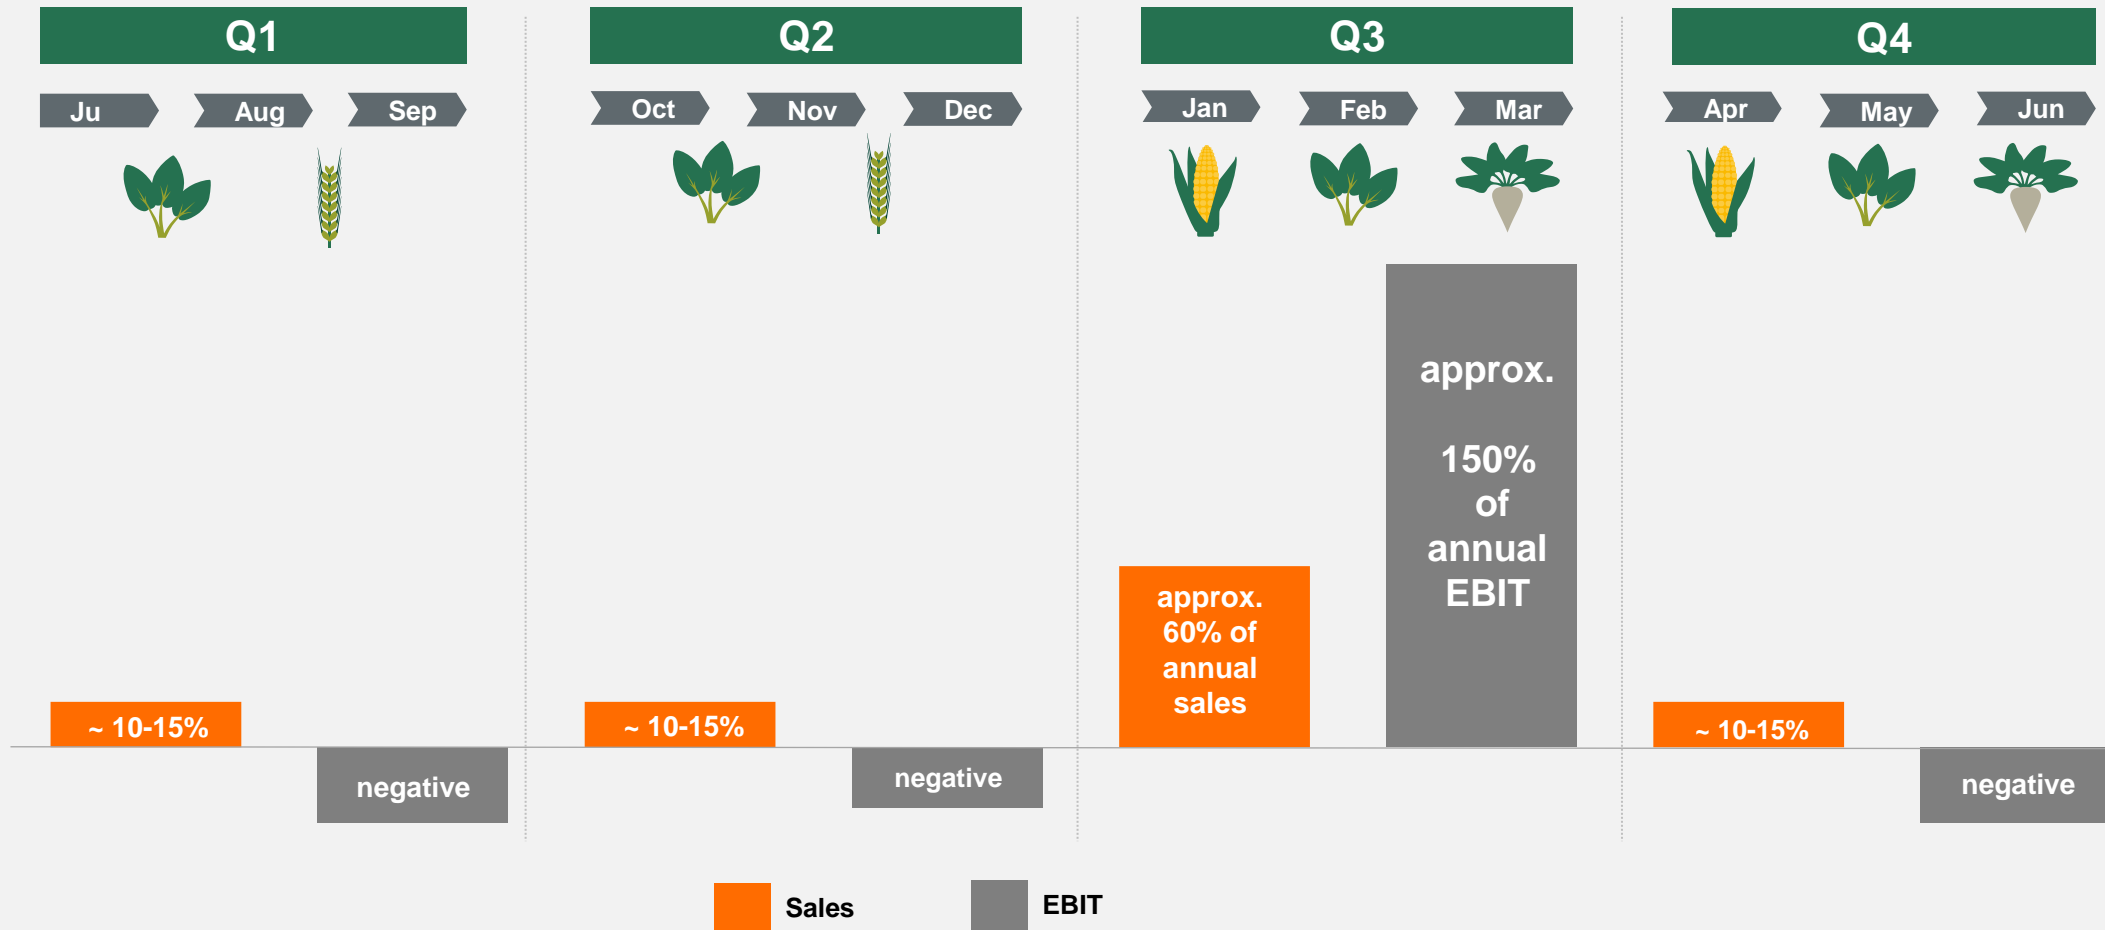 Q1
Q2
Q3
Q4
Ju
Aug
Sep
Oct
Nov
Dec
Jan
Feb
Mar
Apr
May
Jun
~ 10-15%
negative
~ 10-15%
negative
approx.
60% of
annual
sales
approx.
150%
of
annual
EBIT
~ 10-15%
negative
Sales
EBIT